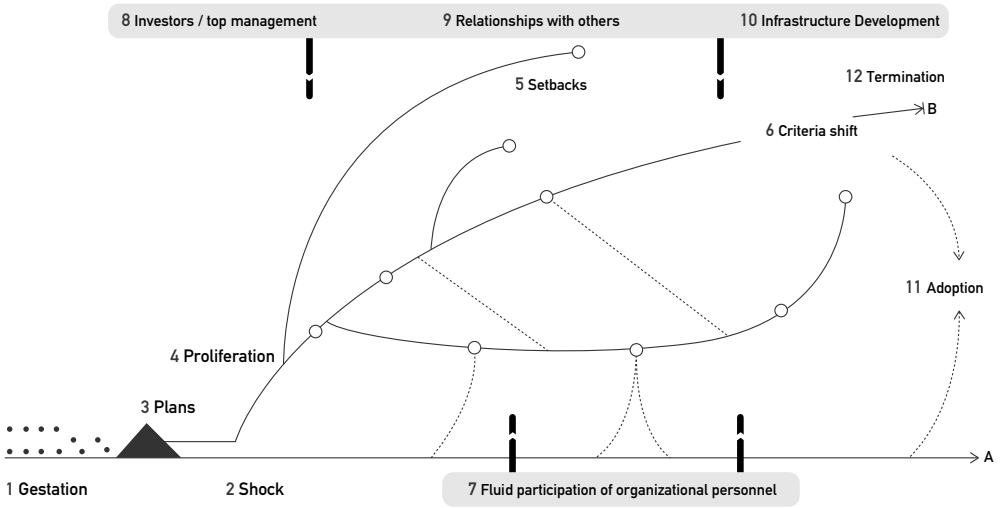 8 Investors / top management
9 Relationships with others
10 Infrastructure Development
12 Termination
5 Setbacks
B
6 Criteria shift
11 Adoption
4 Proliferation
3 Plans
A
1 Gestation
2 Shock
7 Fluid participation of organizational personnel